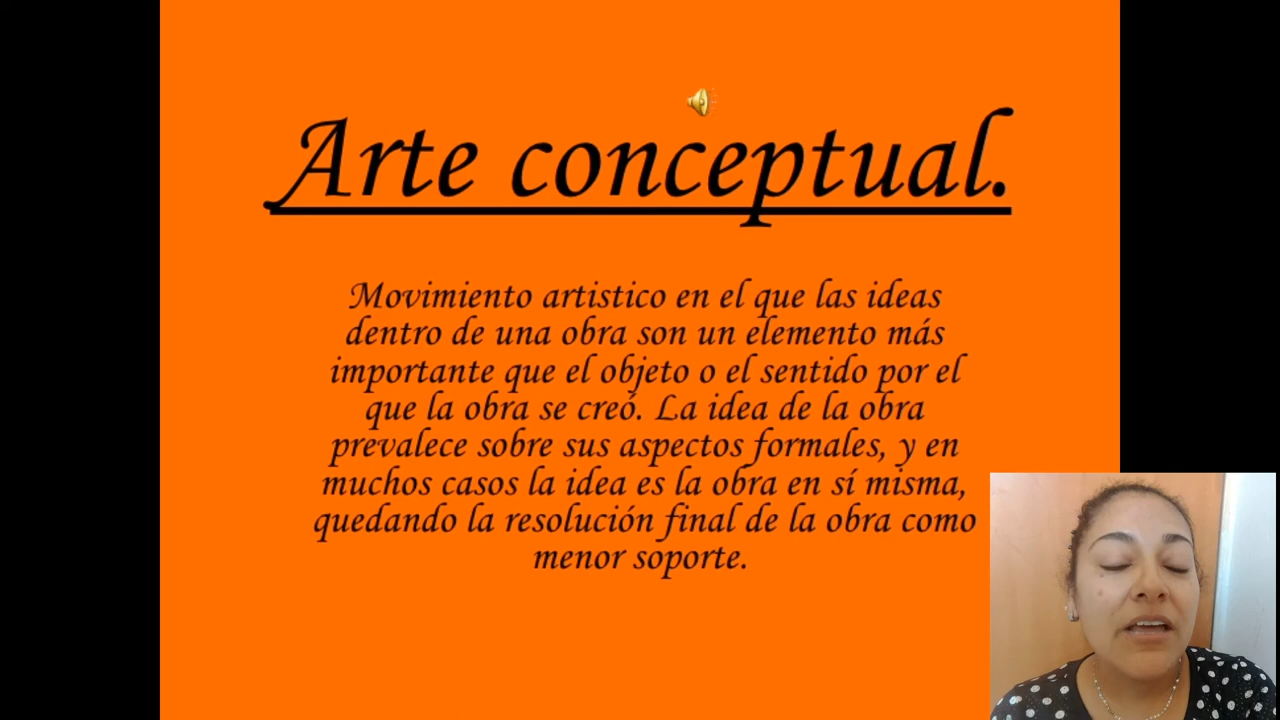 Arte conceptual.
Movimiento artistico en el que las ideas
dentro de una obra son un elemento más
importante que el objeto o el sentido por el
que la obra se creó. La idea de la obra
prevalece sobre sus aspectos formales, y en
muchos casos la idea es la obra en sí misma,
quedando la resolución final de la obra como
menor soporte.